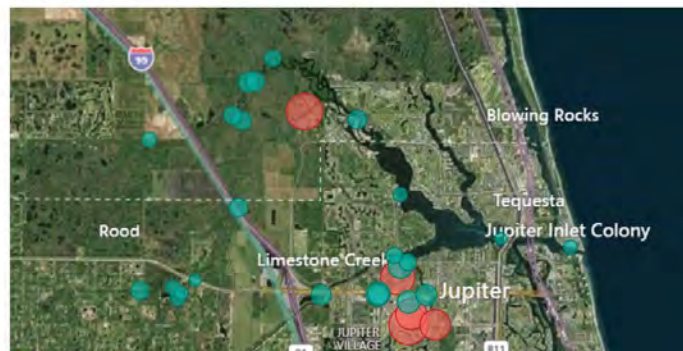 95
Blowing Rocks
Tequesta
Rood
Jupiter Inlet Colony
Limestone Creek
Jupiter
JUPITER
VILLAGE
811